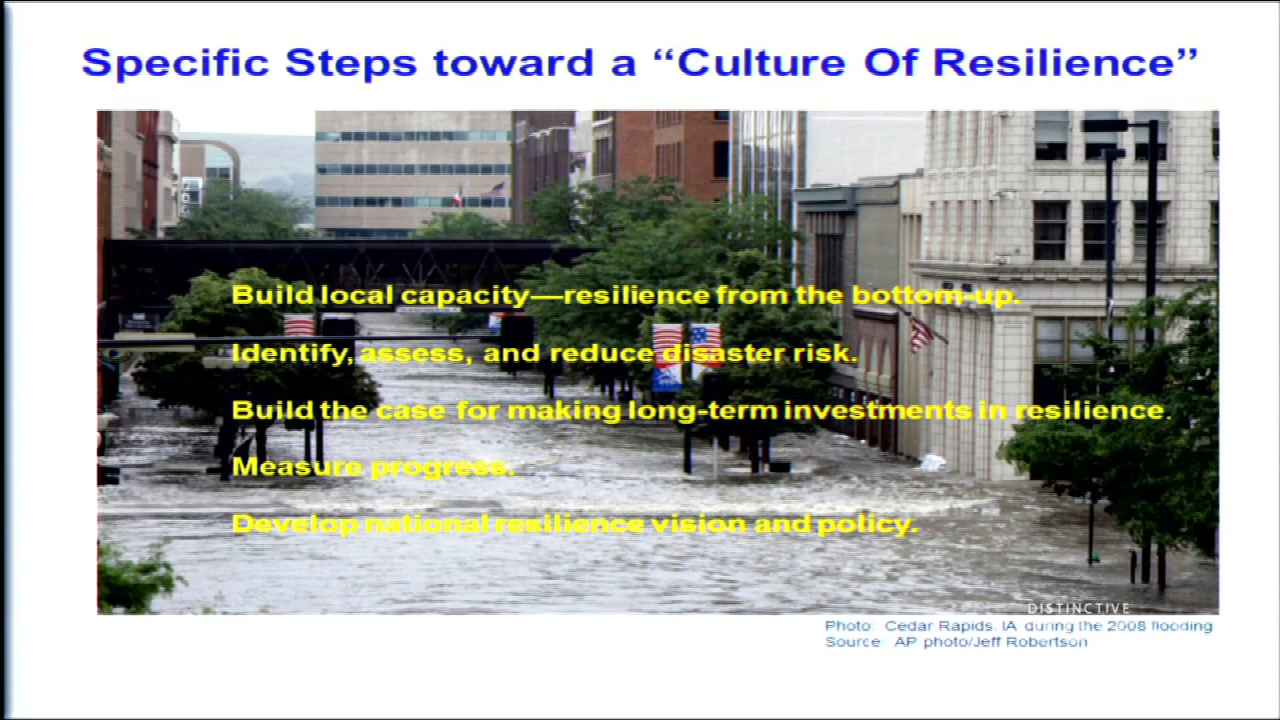 Specific Steps toward a “Culture Of Resilience”
Build local capacity—resilience from the bottom-up.
Identify, assess, and reduce disaster risk.
Build the case for making long-term investments in resilience.
Measure progress.
Develop national resilience vision and policy.
DISTINCTIVE
Photo: Cedar Rapids, IA during the 2008 flooding
Source: AP photo/Jeff Robertson